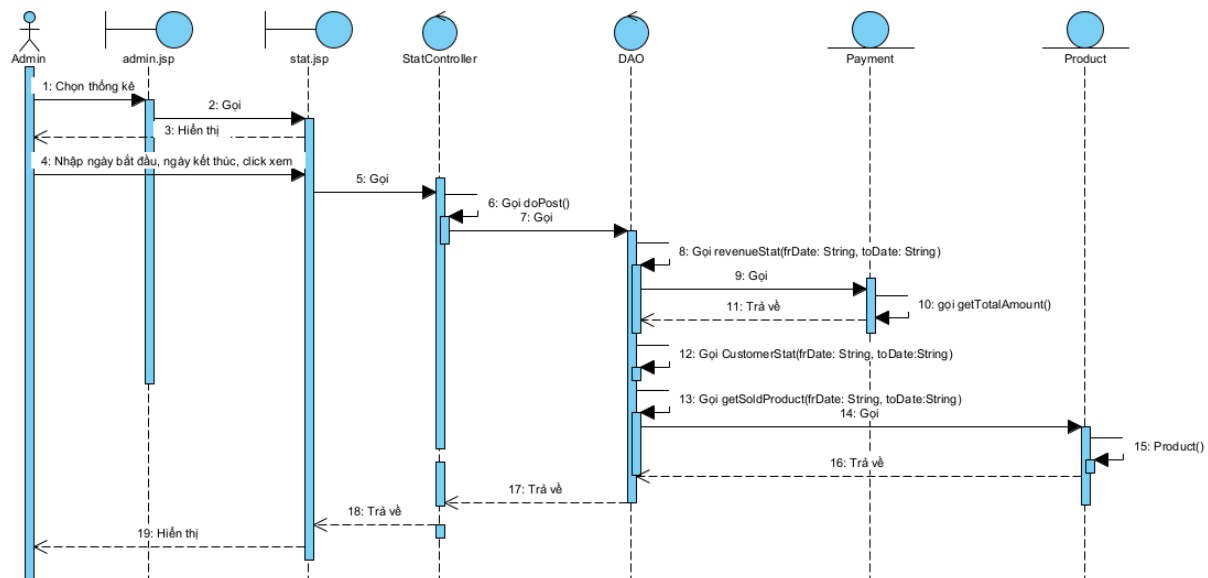 Admin
admin.jsp
stat.jsp
StatController
DAO
Payment
Product
1: Chọn thống kê
2: Gọi
3: Hiển thị
4: Nhập ngày bắt đầu, ngày kết thúc, click xem
5: Gọi
6: Gọi doPost()
7: Gọi
8: Gọi revenueStat(frDate: String, toDate: String)
9: Gọi
10: gọi getTotalAmount()
11: Trả về
12: Gọi CustomerStat(frDate: String, toDate:String)
13: Gọi getSoldProduct(frDate: String, toDate:String)
14: Gọi
15: Product()
16: Trả về
17: Trả về
18: Trả về
19: Hiển thị